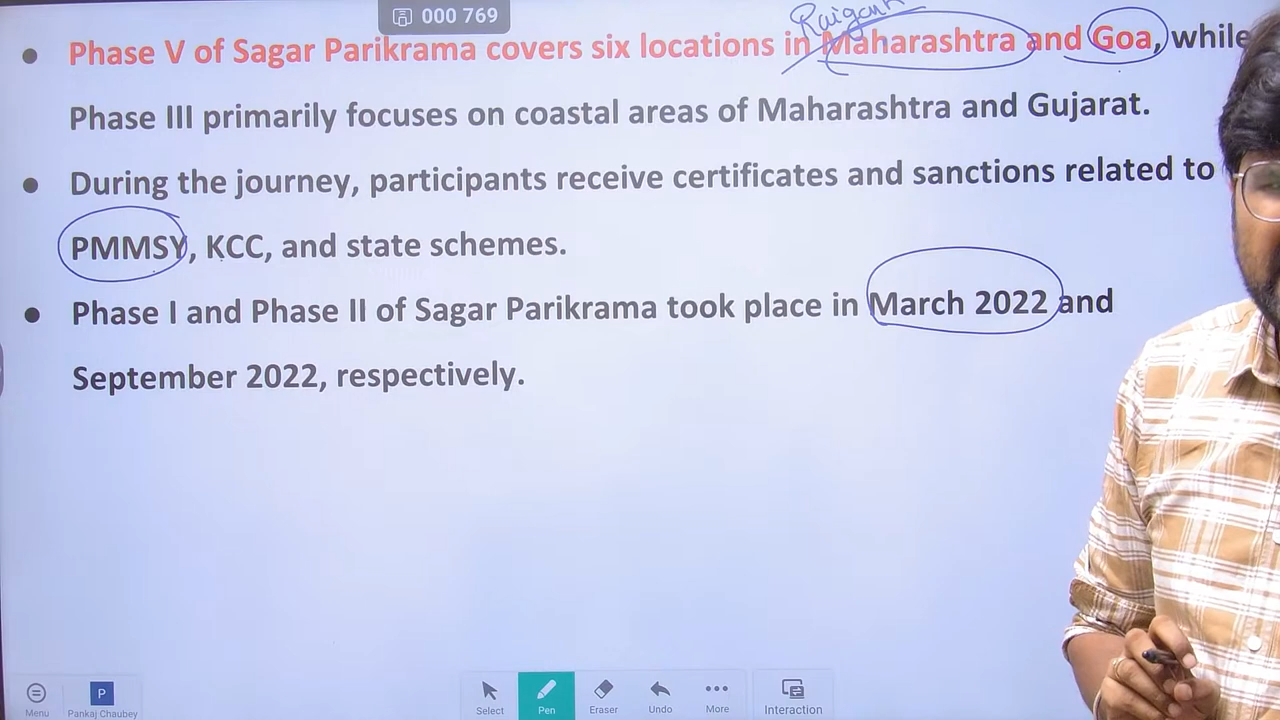 000 769
Raigarh
Phase V of Sagar Parikrama covers six locations in Maharashtra and Goa, while
Phase III primarily focuses on coastal areas of Maharashtra and Gujarat.
During the journey, participants receive certificates and sanctions related to
PMMSY, KCC, and state schemes.
Phase I and Phase II of Sagar Parikrama took place in March 2022 and
September 2022, respectively.
P
Menu Pankaj Chaubey Select Pen Eraser Undo More Interaction